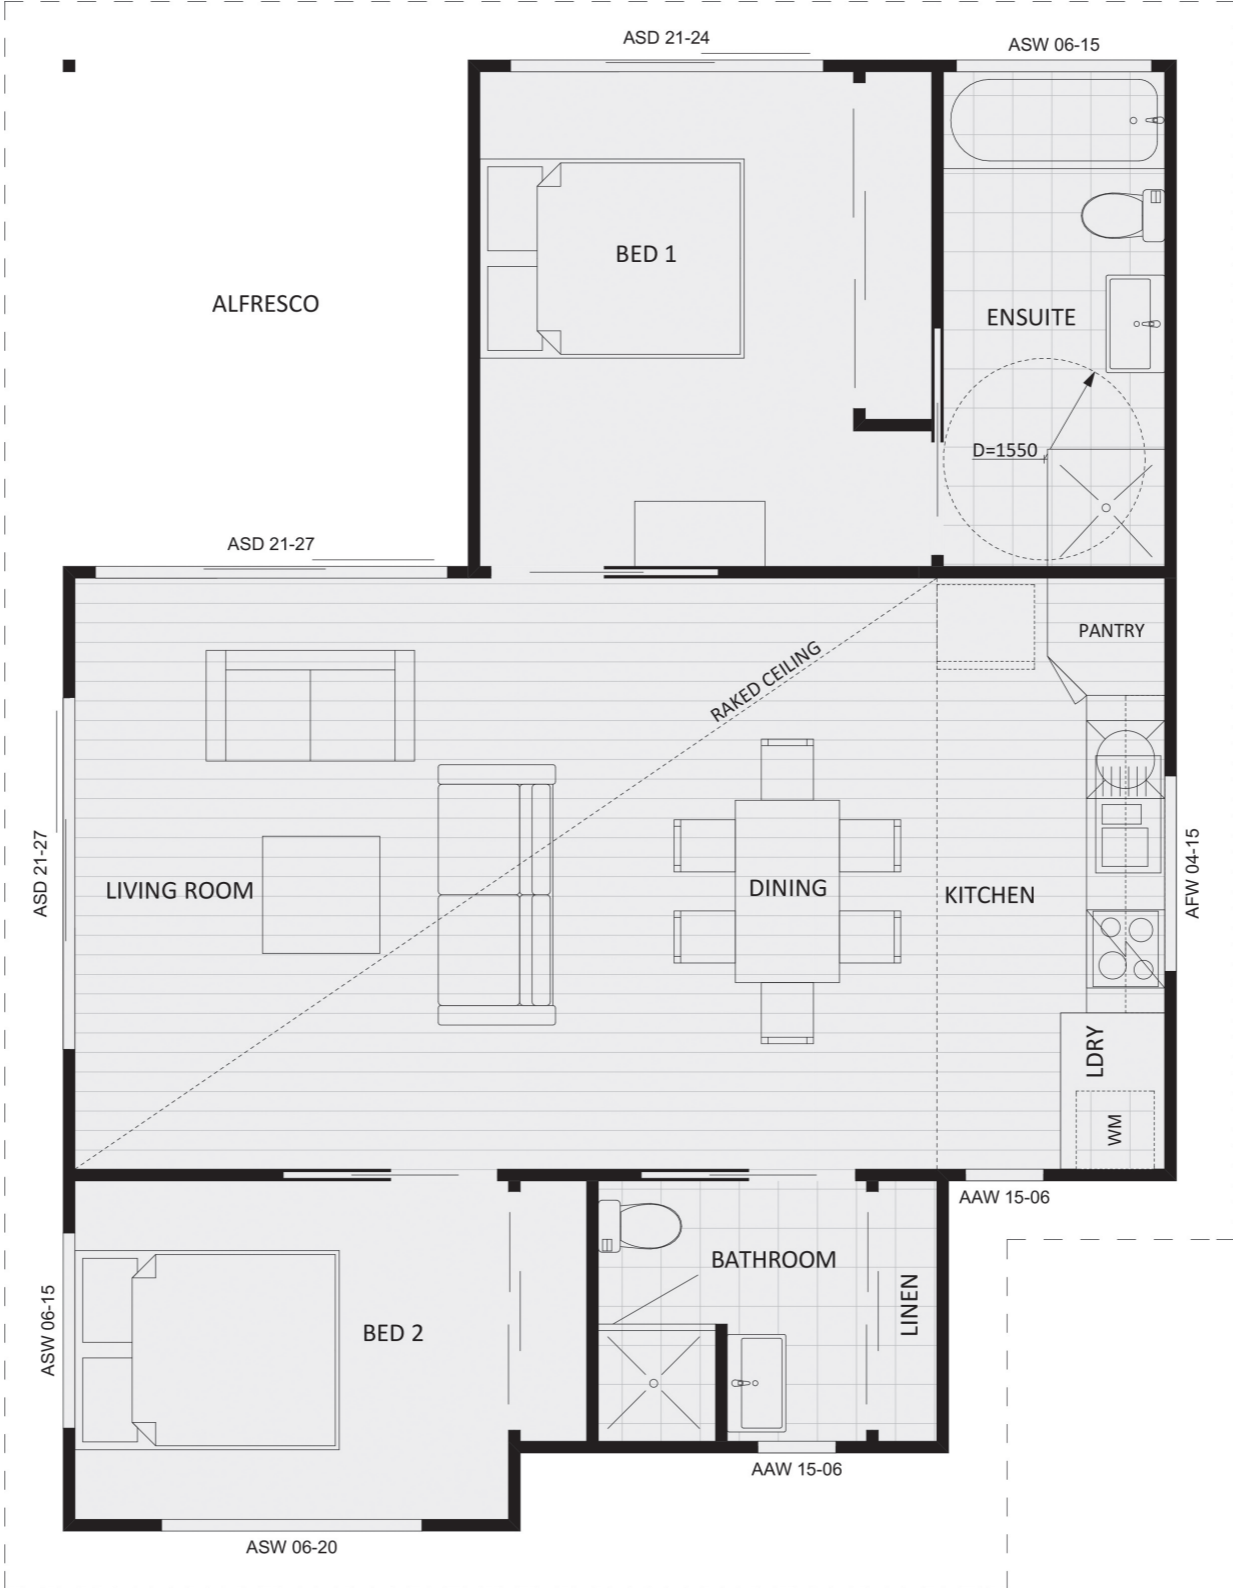 ASD 21-24
ASW 06-15
BED 1
ALFRESCO
ENSUITE
D=1550
ASD 21-27
PANTRY
RAKED CEILING
ASD 21-27
LIVING ROOM
DINING
KITCHEN
AFW 04-15
LDRY
WM
AAW 15-06
BATHROOM
LINEN
ASW 06-15
BED 2
AAW 15-06
ASW 06-20